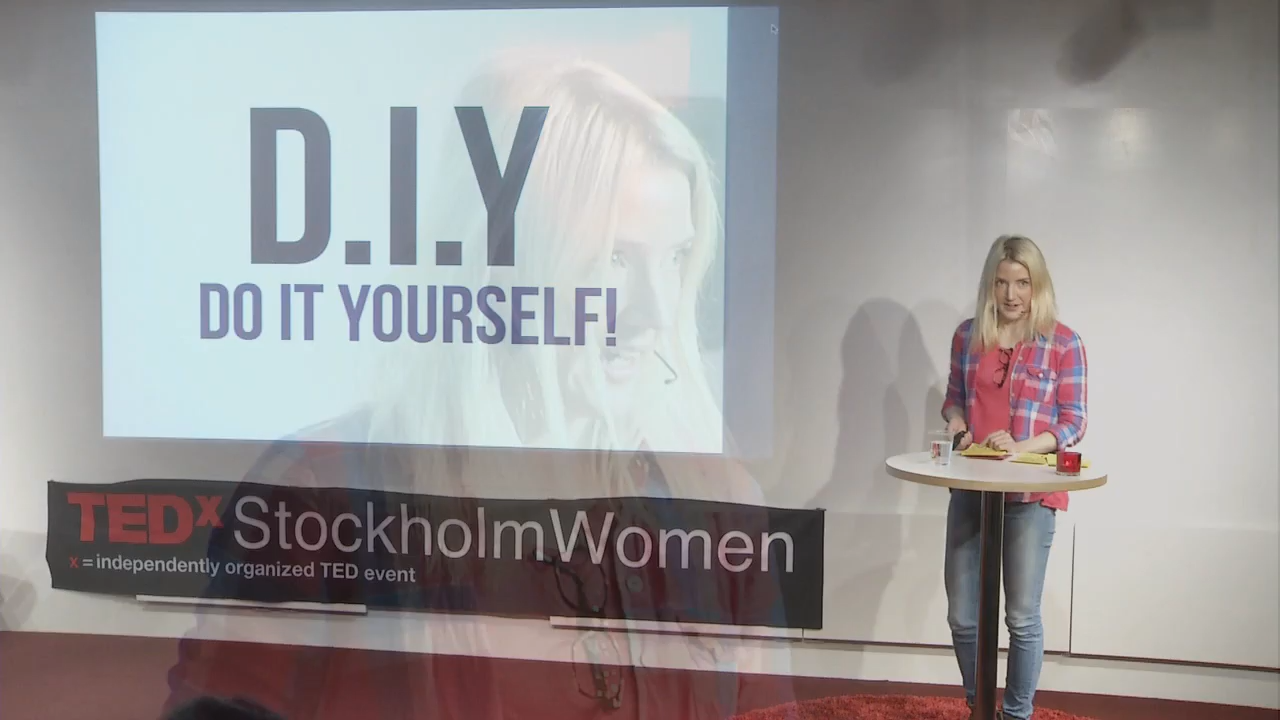 D.I.Y
DO IT YOURSELF!
TEDx StockholmWomen
x = independently organized TED event